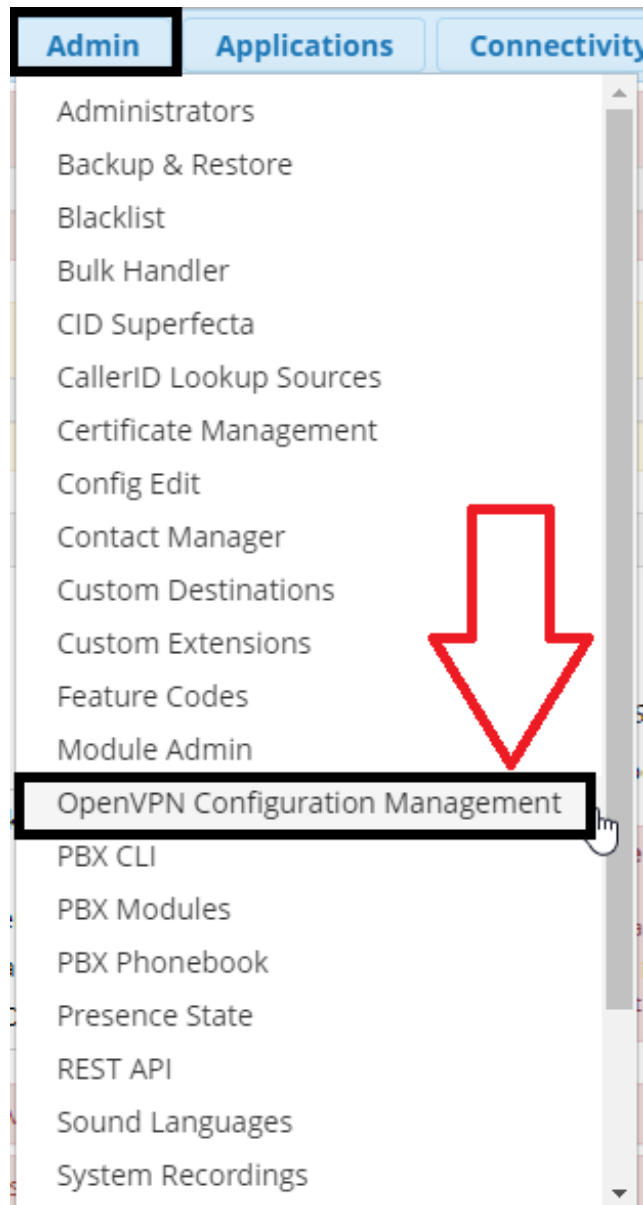 Admin Applications Connectivity
Administrators
Backup & Restore
Blacklist
Bulk Handler
CID Superfecta
CallerID Lookup Sources
Certificate Management
Config Edit
Contact Manager
Custom Destinations
Custom Extensions
Feature Codes
Module Admin
OpenVPN Configuration Management
PBX CLI
PBX Modules
PBX Phonebook
Presence State
REST API
Sound Languages
System Recordings